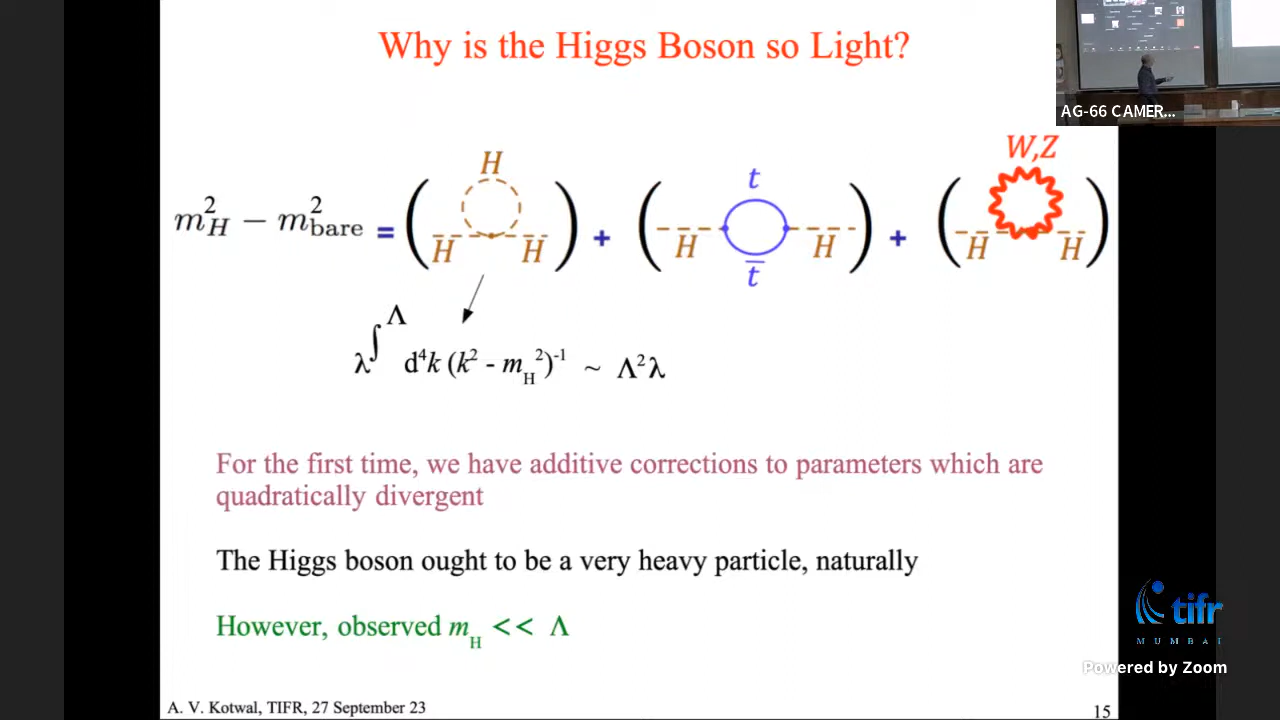 Why is the Higgs Boson so Light?
AG-66 CAMER...
m²_H − m²_bare = ( H H H ) + ( t H H t̅ ) + ( W,Z H H )
λ∫^Λ d⁴k (k² - m_H²)⁻¹ ~ Λ²λ
For the first time, we have additive corrections to parameters which are
quadratically divergent
The Higgs boson ought to be a very heavy particle, naturally
However, observed m_H << Λ
tifr
MUMBAI
Powered by Zoom
A. V. Kotwal, TIFR, 27 September 23
15